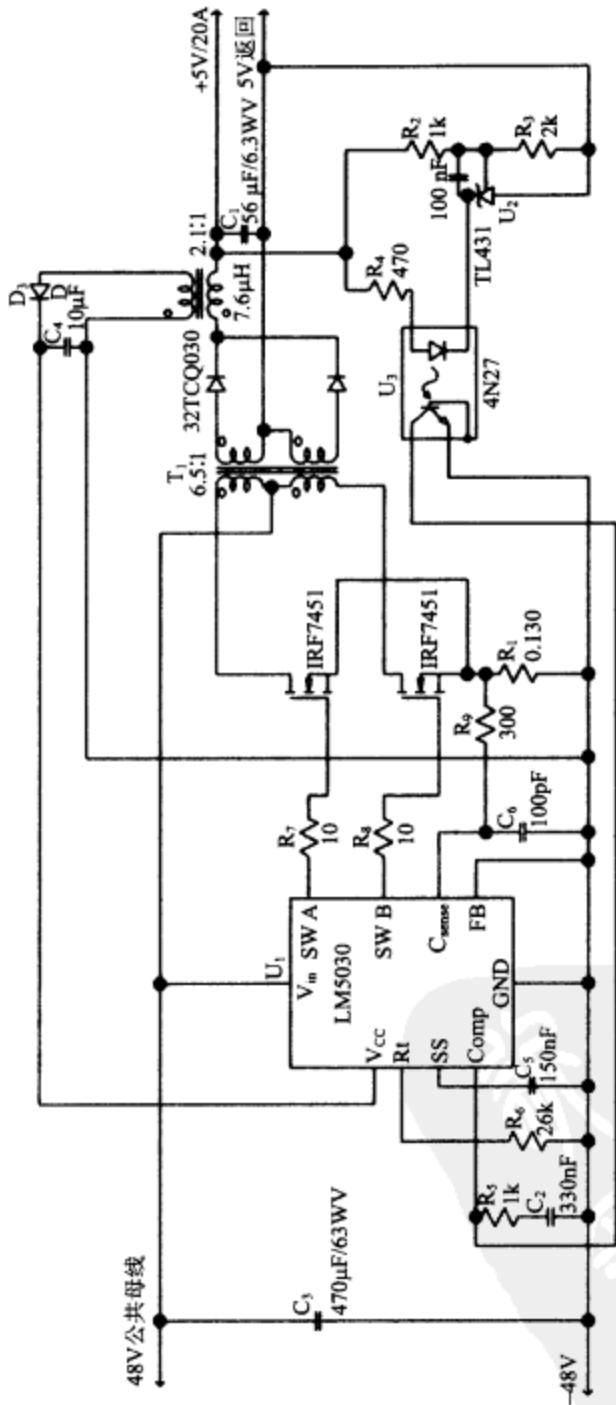 48V公共母线
C₃
470μF/63WV
-48V
U₁
Vin SW A
LM5030
SW B
Vcc
Rt
SS
Comp
Csense
FB
GND
R₅
1k
C₂
330nF
R₆
26k
C₅
150nF
R₇
10
R₈
10
C₆
100pF
R₉
300
R₁
0.130
IRF7451
IRF7451
T₁
6.5:1
32TCQ030
D₃
D
C₄
10μF
2.1:1
7.6μH
C₁
56 μF/6.3WV
+5V/20A
5V返回
U₃
4N27
R₄
470
TL431
U₂
100 nF
R₂
1k
R₃
2k